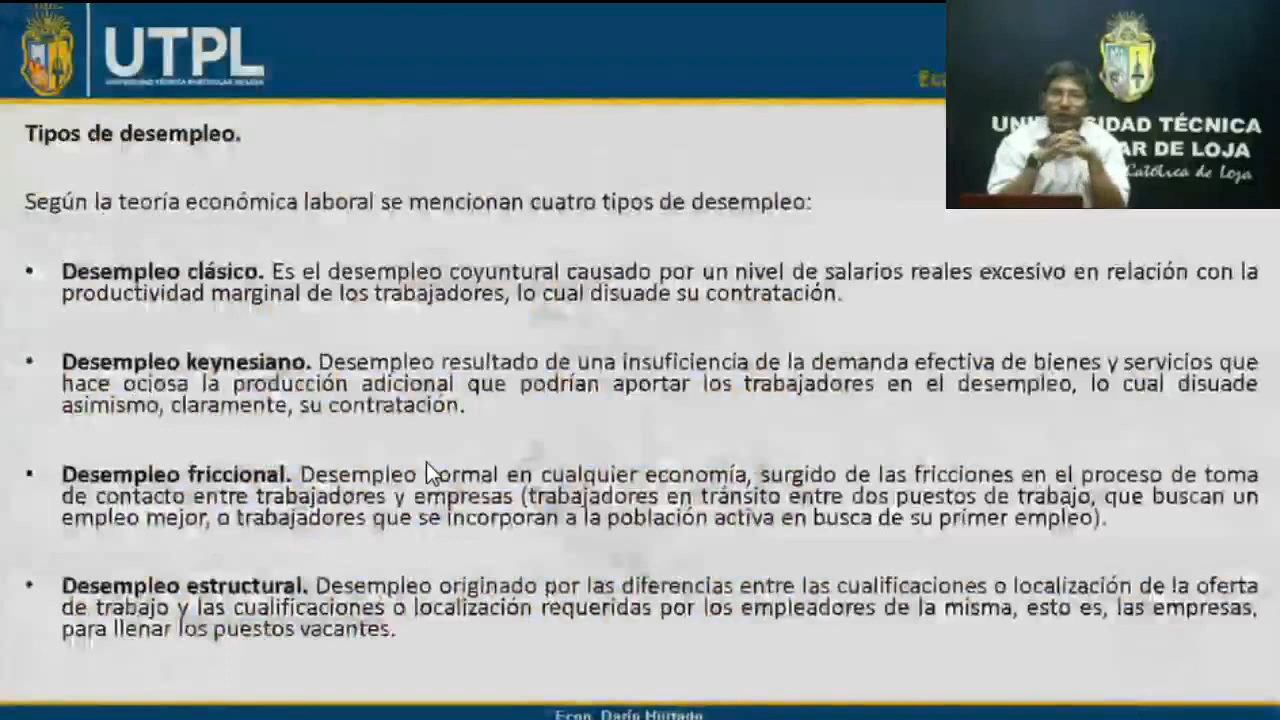 UTPL
UNIVERSIDAD TÉCNICA PARTICULAR DE LOJA
Tipos de desempleo.
UN SIDAD TÉCNICA
AR DE LOJA
Católica de Loja
Según la teoría económica laboral se mencionan cuatro tipos de desempleo:
• Desempleo clásico. Es el desempleo coyuntural causado por un nivel de salarios reales excesivo en relación con la
productividad marginal de los trabajadores, lo cual disuade su contratación.
• Desempleo keynesiano. Desempleo resultado de una insuficiencia de la demanda efectiva de bienes y servicios que
hace ociosa la producción adicional que podrían aportar los trabajadores en el desempleo, lo cual disuade
asimismo, claramente, su contratación.
• Desempleo friccional. Desempleo normal en cualquier economía, surgido de las fricciones en el proceso de toma
de contacto entre trabajadores y empresas (trabajadores en tránsito entre dos puestos de trabajo, que buscan un
empleo mejor, o trabajadores que se incorporan a la población activa en busca de su primer empleo).
• Desempleo estructural. Desempleo originado por las diferencias entre las cualificaciones o localización de la oferta
de trabajo y las cualificaciones o localización requeridas por los empleadores de la misma, esto es, las empresas,
para llenar los puestos vacantes.
Econ. Darío Hurtado